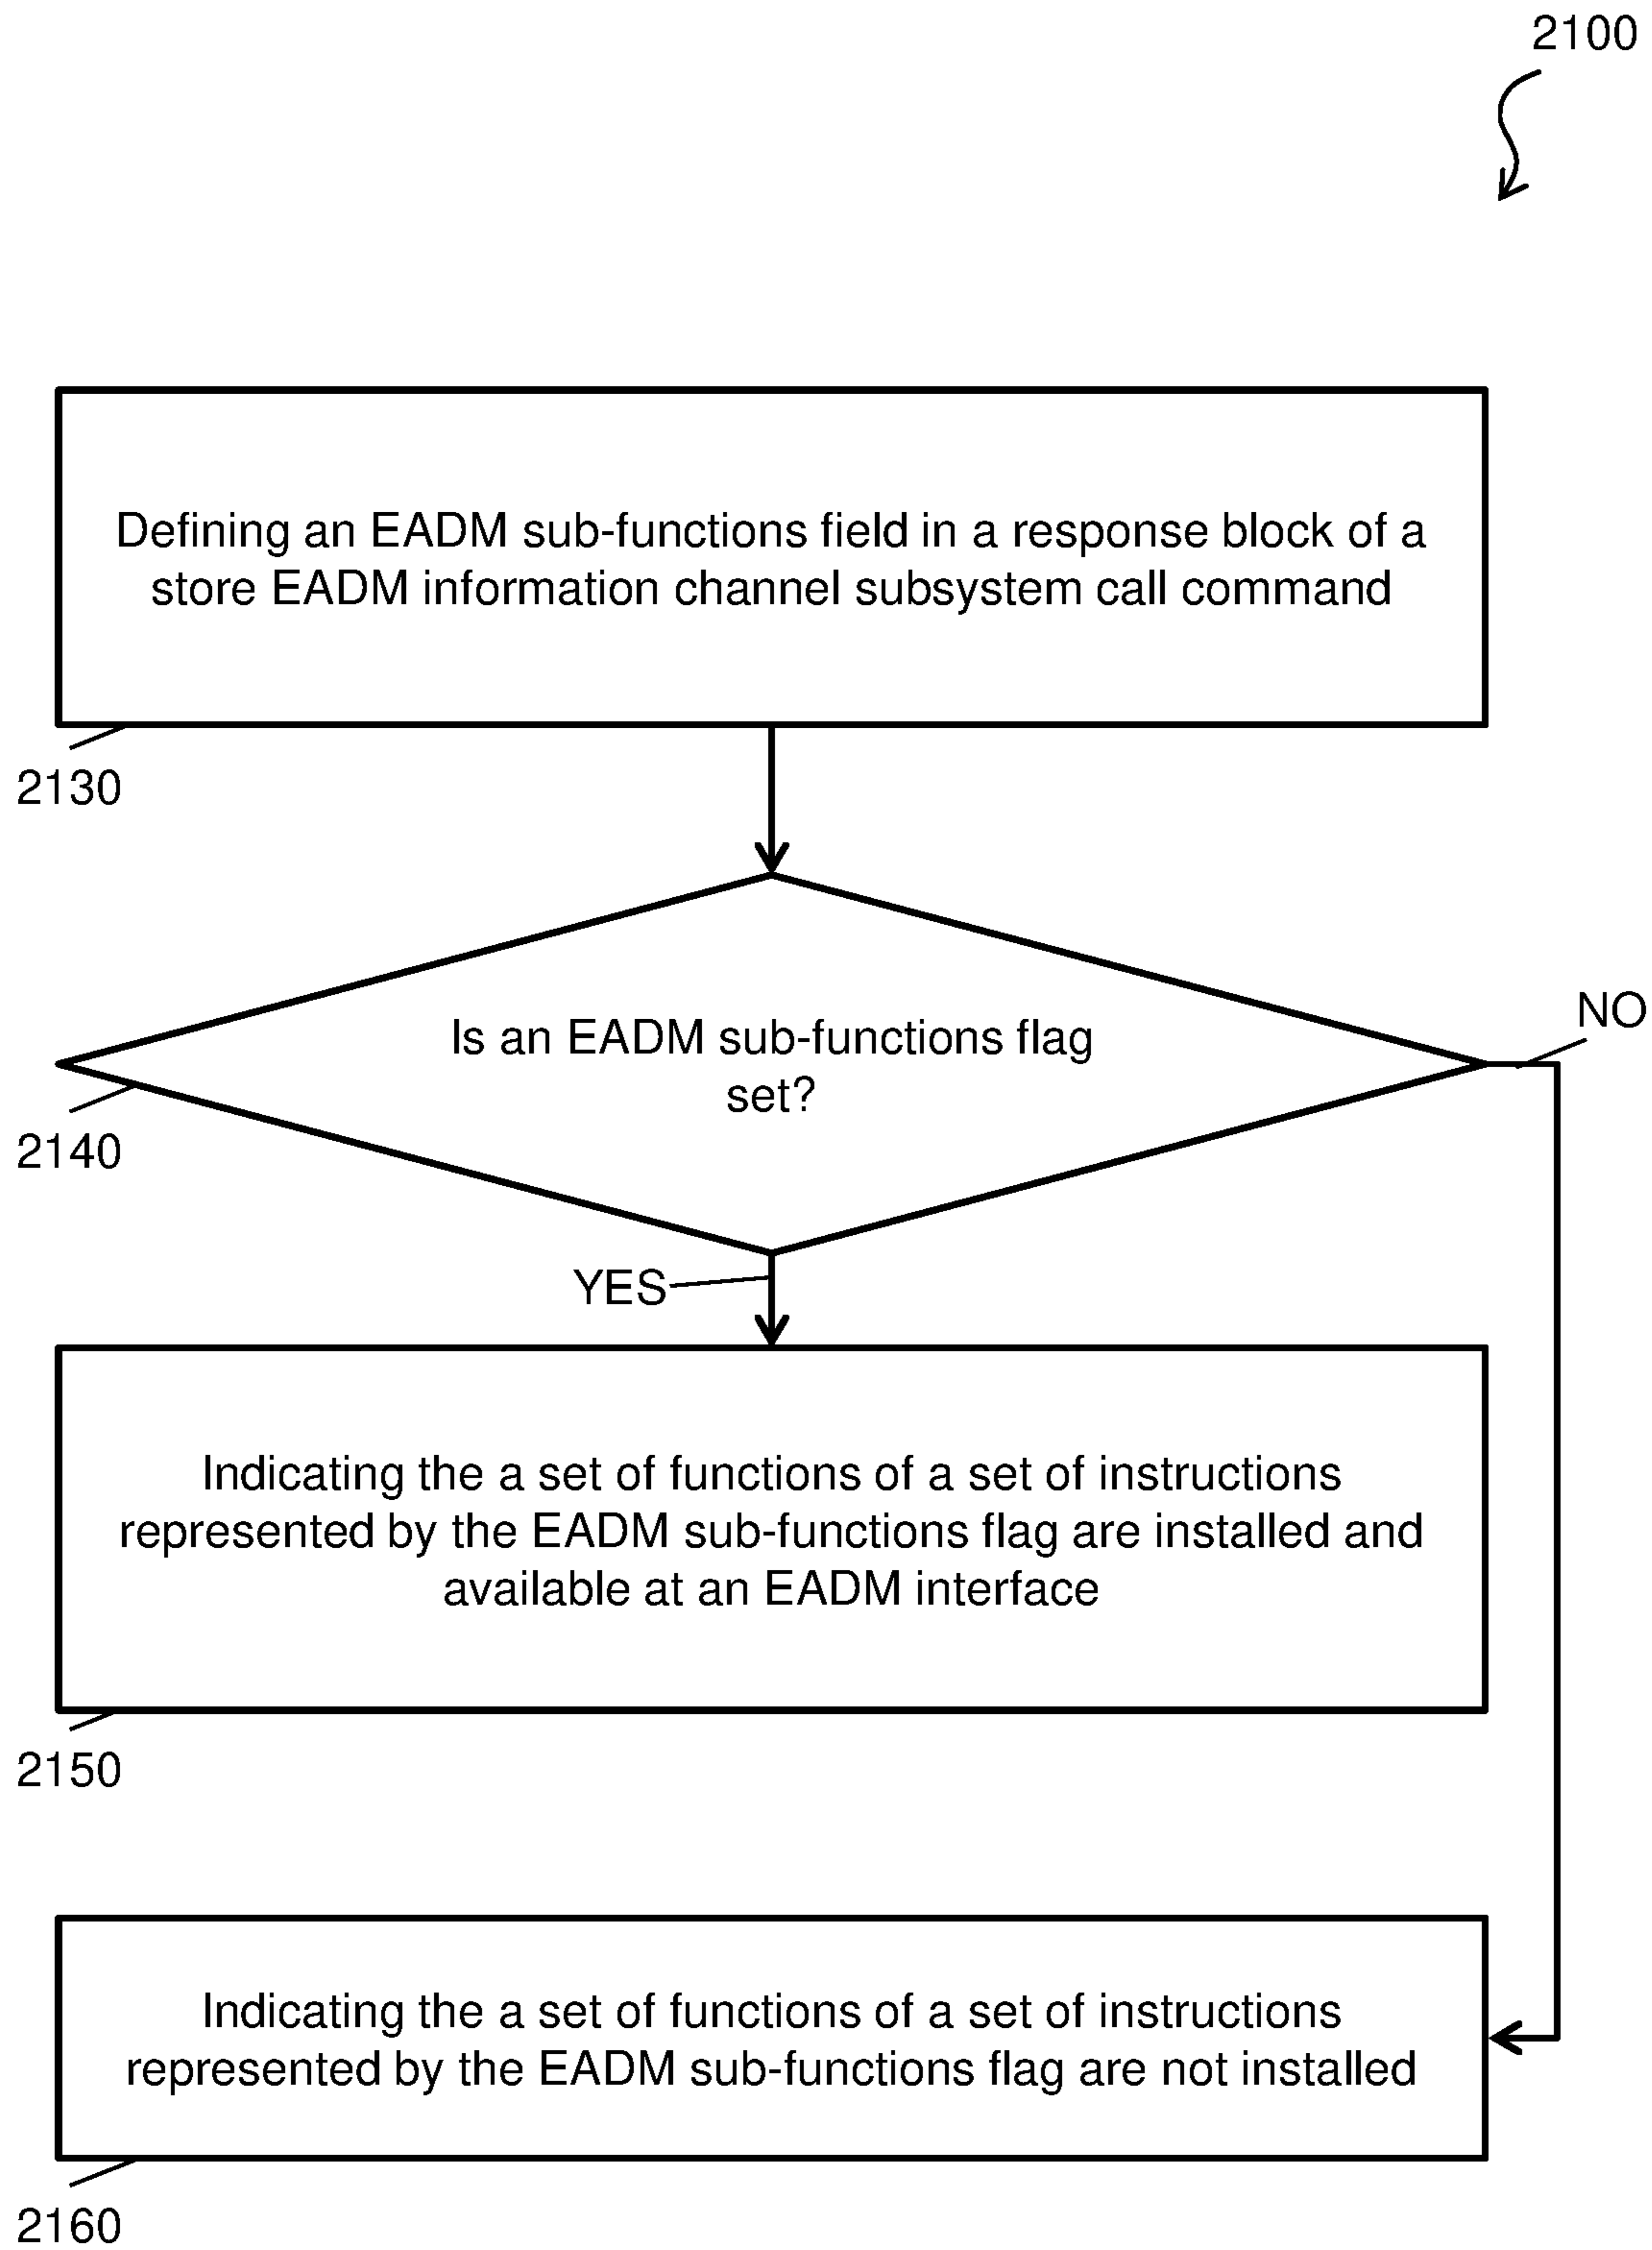 2100
Defining an EADM sub-functions field in a response block of a
store EADM information channel subsystem call command
2130
Is an EADM sub-functions flag
set?
NO
2140
YES
Indicating the a set of functions of a set of instructions
represented by the EADM sub-functions flag are installed and
available at an EADM interface
2150
Indicating the a set of functions of a set of instructions
represented by the EADM sub-functions flag are not installed
2160